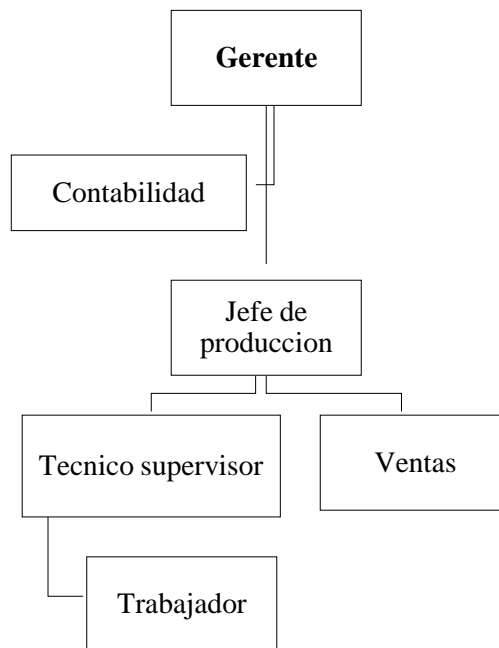 Gerente
Contabilidad
Jefe de
produccion
Tecnico supervisor
Ventas
Trabajador